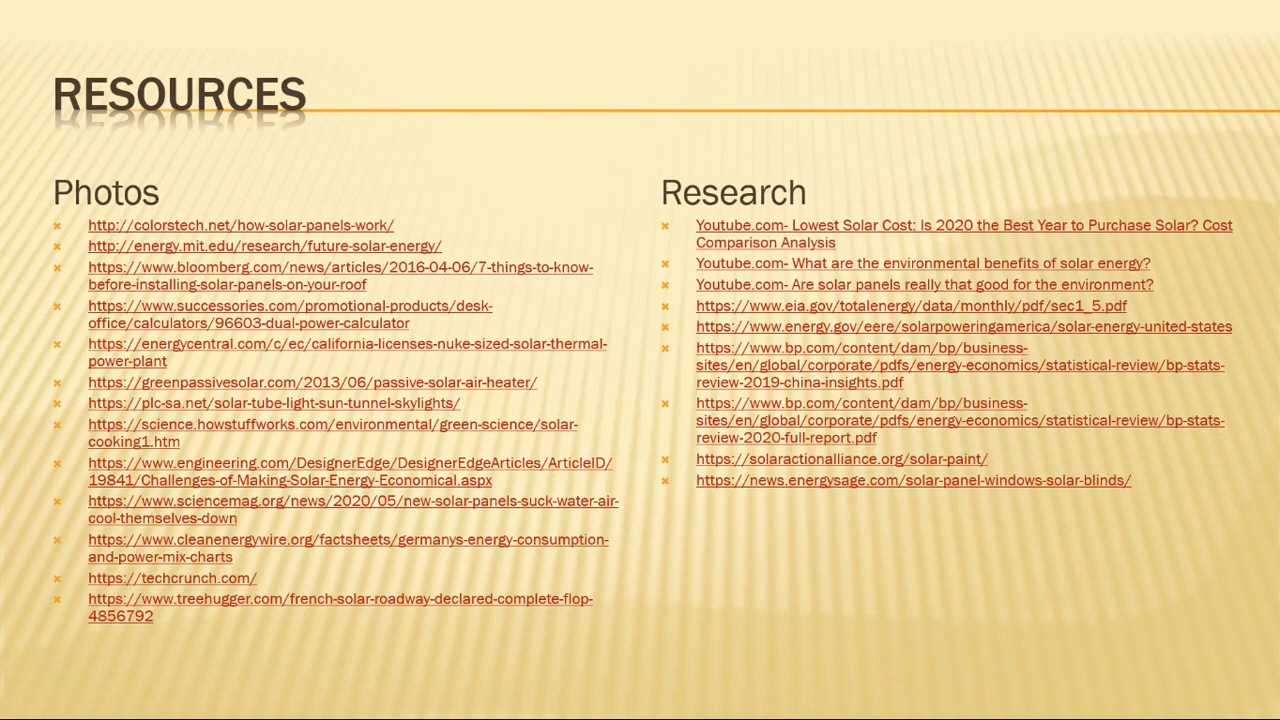 RESOURCES
Photos
http://colorstech.net/how-solar-panels-work/
http://energy.mit.edu/research/future-solar-energy/
https://www.bloomberg.com/news/articles/2016-04-06/7-things-to-know-
before-installing-solar-panels-on-your-roof
https://www.successories.com/promotional-products/desk-
office/calculators/96603-dual-power-calculator
https://energycentral.com/c/ec/california-licenses-nuke-sized-solar-thermal-
power-plant
https://greenpassivesolar.com/2013/06/passive-solar-air-heater/
https://plc-sa.net/solar-tube-light-sun-tunnel-skylights/
https://science.howstuffworks.com/environmental/green-science/solar-
cooking1.htm
https://www.engineering.com/DesignerEdge/DesignerEdgeArticles/ArticleID/
19841/Challenges-of-Making-Solar-Energy-Economical.aspx
https://www.sciencemag.org/news/2020/05/new-solar-panels-suck-water-air-
cool-themselves-down
https://www.cleanenergywire.org/factsheets/germanys-energy-consumption-
and-power-mix-charts
https://techcrunch.com/
https://www.treehugger.com/french-solar-roadway-declared-complete-flop-
4856792
Research
Youtube.com- Lowest Solar Cost: Is 2020 the Best Year to Purchase Solar? Cost
Comparison Analysis
Youtube.com- What are the environmental benefits of solar energy?
Youtube.com- Are solar panels really that good for the environment?
https://www.eia.gov/totalenergy/data/monthly/pdf/sec1_5.pdf
https://www.energy.gov/eere/solarpoweringamerica/solar-energy-united-states
https://www.bp.com/content/dam/bp/business-
sites/en/global/corporate/pdfs/energy-economics/statistical-review/bp-stats-
review-2019-china-insights.pdf
https://www.bp.com/content/dam/bp/business-
sites/en/global/corporate/pdfs/energy-economics/statistical-review/bp-stats-
review-2020-full-report.pdf
https://solaractionalliance.org/solar-paint/
https://news.energysage.com/solar-panel-windows-solar-blinds/